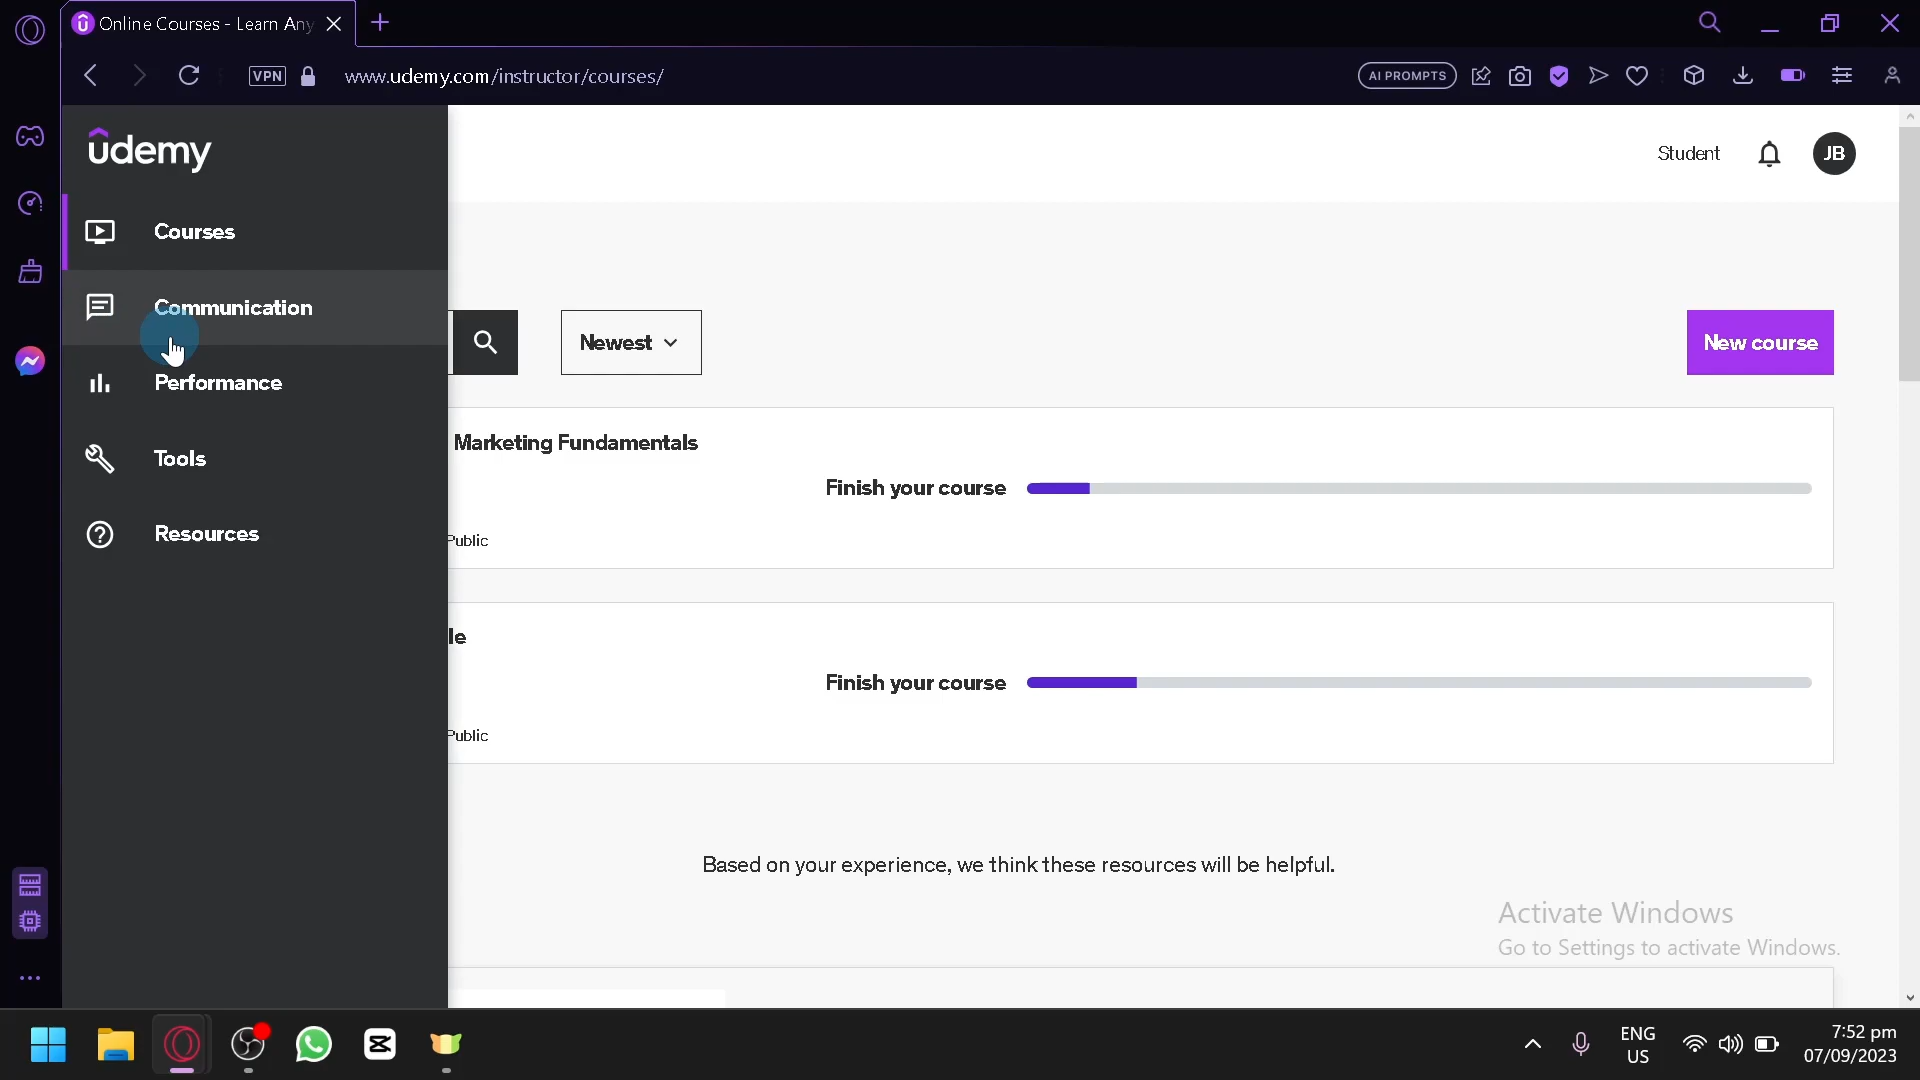 Online Courses - Learn Any
VPN
www.udemy.com/instructor/courses/
AI PROMPTS
ûdemy
Student
JB
Courses
Communication
Newest
New course
Performance
Marketing Fundamentals
Tools
Finish your course
Resources
Public
le
Finish your course
Public
Based on your experience, we think these resources will be helpful.
Activate Windows
Go to Settings to activate Windows.
ENG
US
7:52 pm
07/09/2023